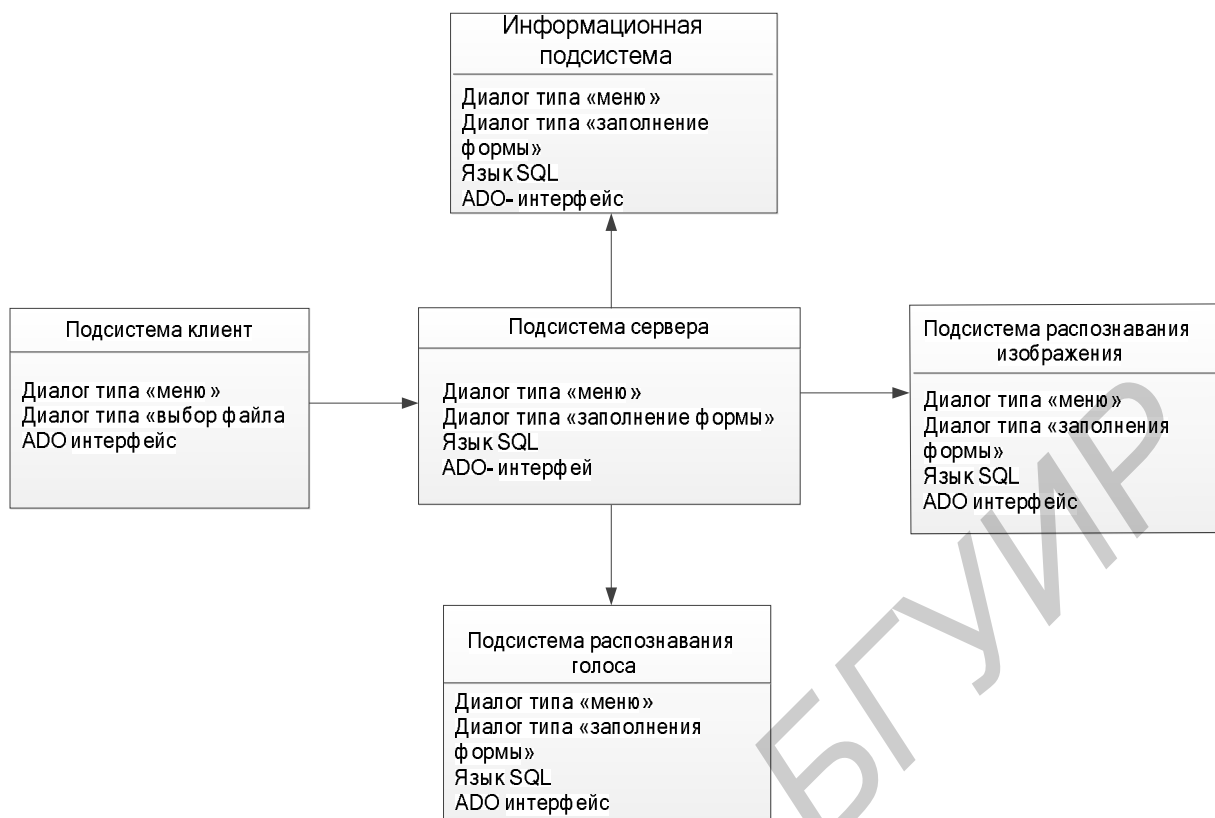 Информационная
подсистема
Диалог типа «меню»
Диалог типа «заполнение
формы»
Язык SQL
ADO- интерфейс
Подсистема клиент
Диалог типа «меню»
Диалог типа «выбор файла
ADO интерфейс
Подсистема сервера
Диалог типа «меню»
Диалог типа «заполнение формы»
Язык SQL
ADO- интерфей
Подсистема распознавания
изображения
Диалог типа «меню»
Диалог типа «заполнения
формы»
Язык SQL
ADO интерфейс
Подсистема распознавания
голоса
Диалог типа «меню»
Диалог типа «заполнения
формы»
Язык SQL
ADO интерфейс
БГУИР